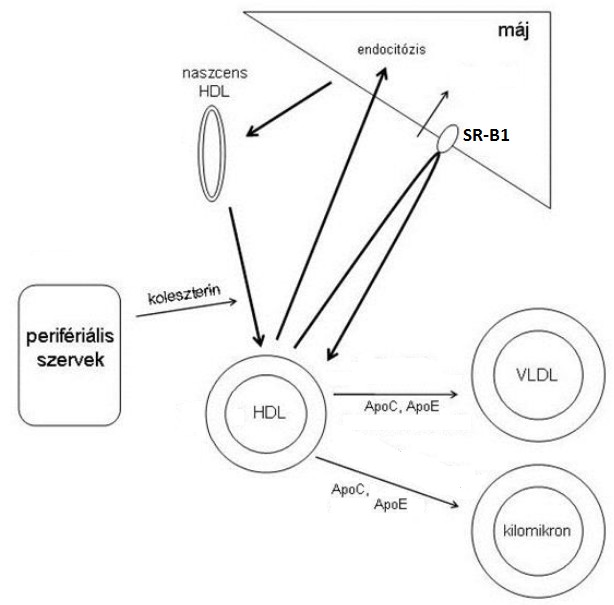 máj
endocitózis
naszcens
HDL
SR-B1
koleszterin
perifériális
szervek
HDL
VLDL
ApoC, ApoE
ApoC,
ApoE
kilomikron